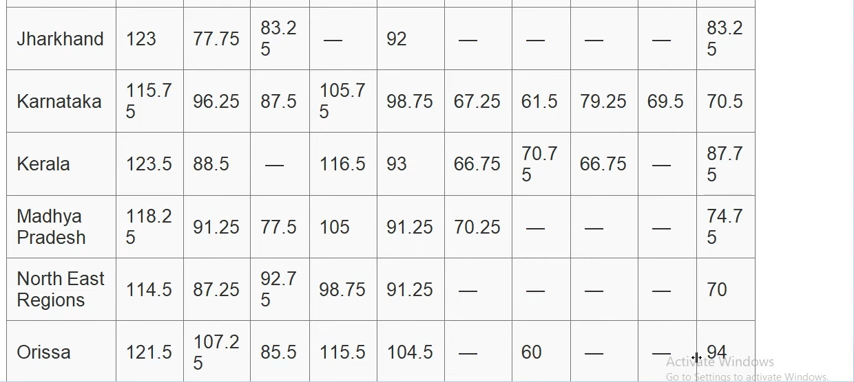 Jharkhand 123 77.75 83.25 — 92 — — — — 83.25
Karnataka 115.75 96.25 87.5 105.75 98.75 67.25 61.5 79.25 69.5 70.5
Kerala 123.5 88.5 — 116.5 93 66.75 70.75 66.75 — 87.75
Madhya Pradesh 118.25 91.25 77.5 105 91.25 70.25 — — — 74.75
North East Regions 114.5 87.25 92.75 98.75 91.25 — — — — 70
Orissa 121.5 107.25 85.5 115.5 104.5 — 60 — — 94
Activate Windows
Go to Settings to activate Windows.